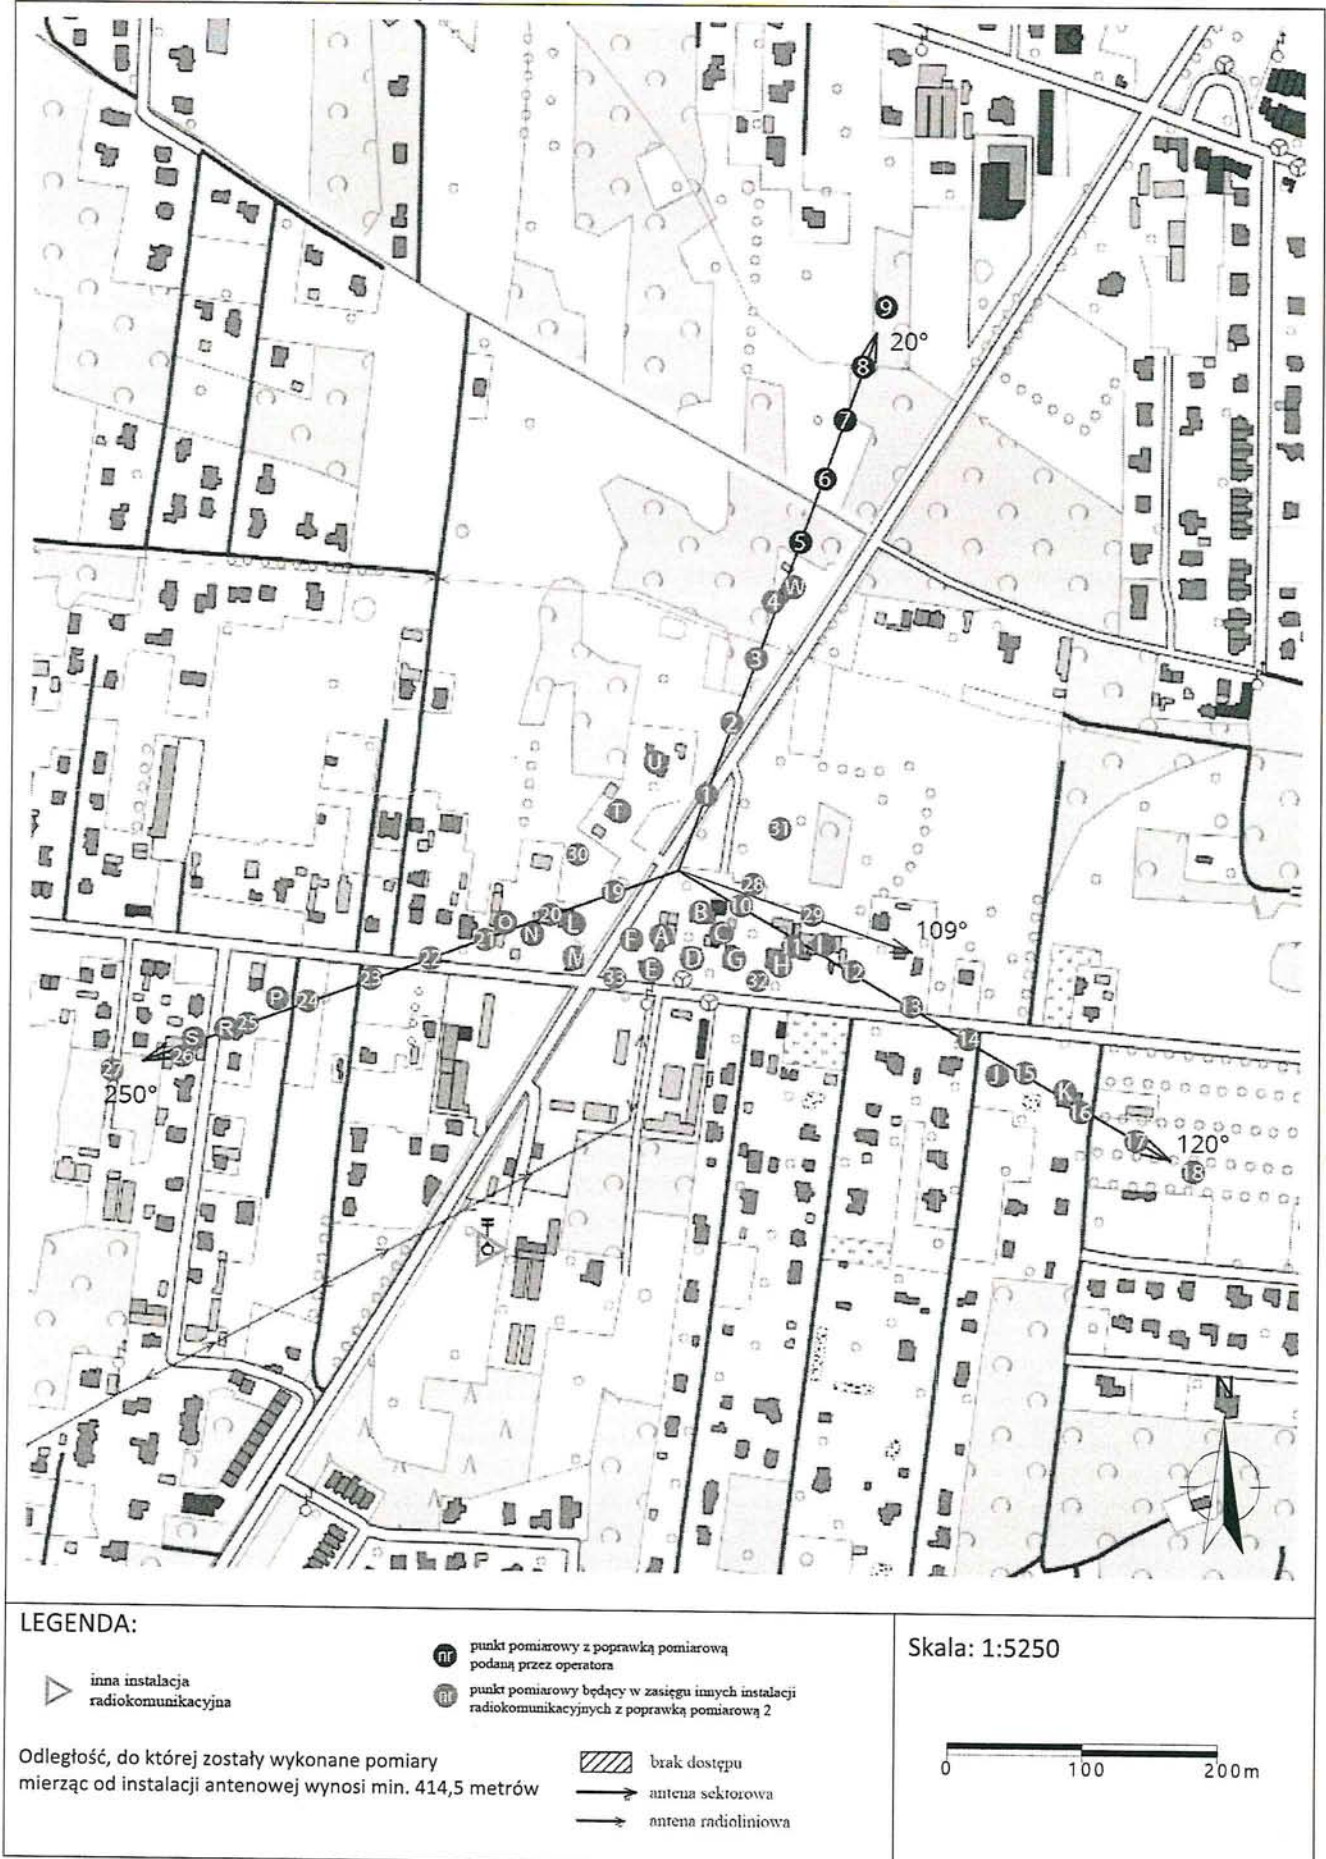 9
20°
8
7
6
5
W
4
3
2
U
1
T
31
30
28
19
10
B
29
20
L
O
N
F
A
C
109°
21
11
I
M
D
G
H
22
E
12
33
32
23
P
24
13
25
R
S
14
26
27
J
15
250°
K
16
17
120°
18
N
P
LEGENDA:
inna instalacja
radiokomunikacyjna
nr punkt pomiarowy z poprawką pomiarową
podaną przez operatora
nr punkt pomiarowy będący w zasięgu innych instalacji
radiokomunikacyjnych z poprawką pomiarową 2
Odległość, do której zostały wykonane pomiary
mierząc od instalacji antenowej wynosi min. 414,5 metrów
brak dostępu
antena sektorowa
antena radioliniowa
Skala: 1:5250
0 100 200m